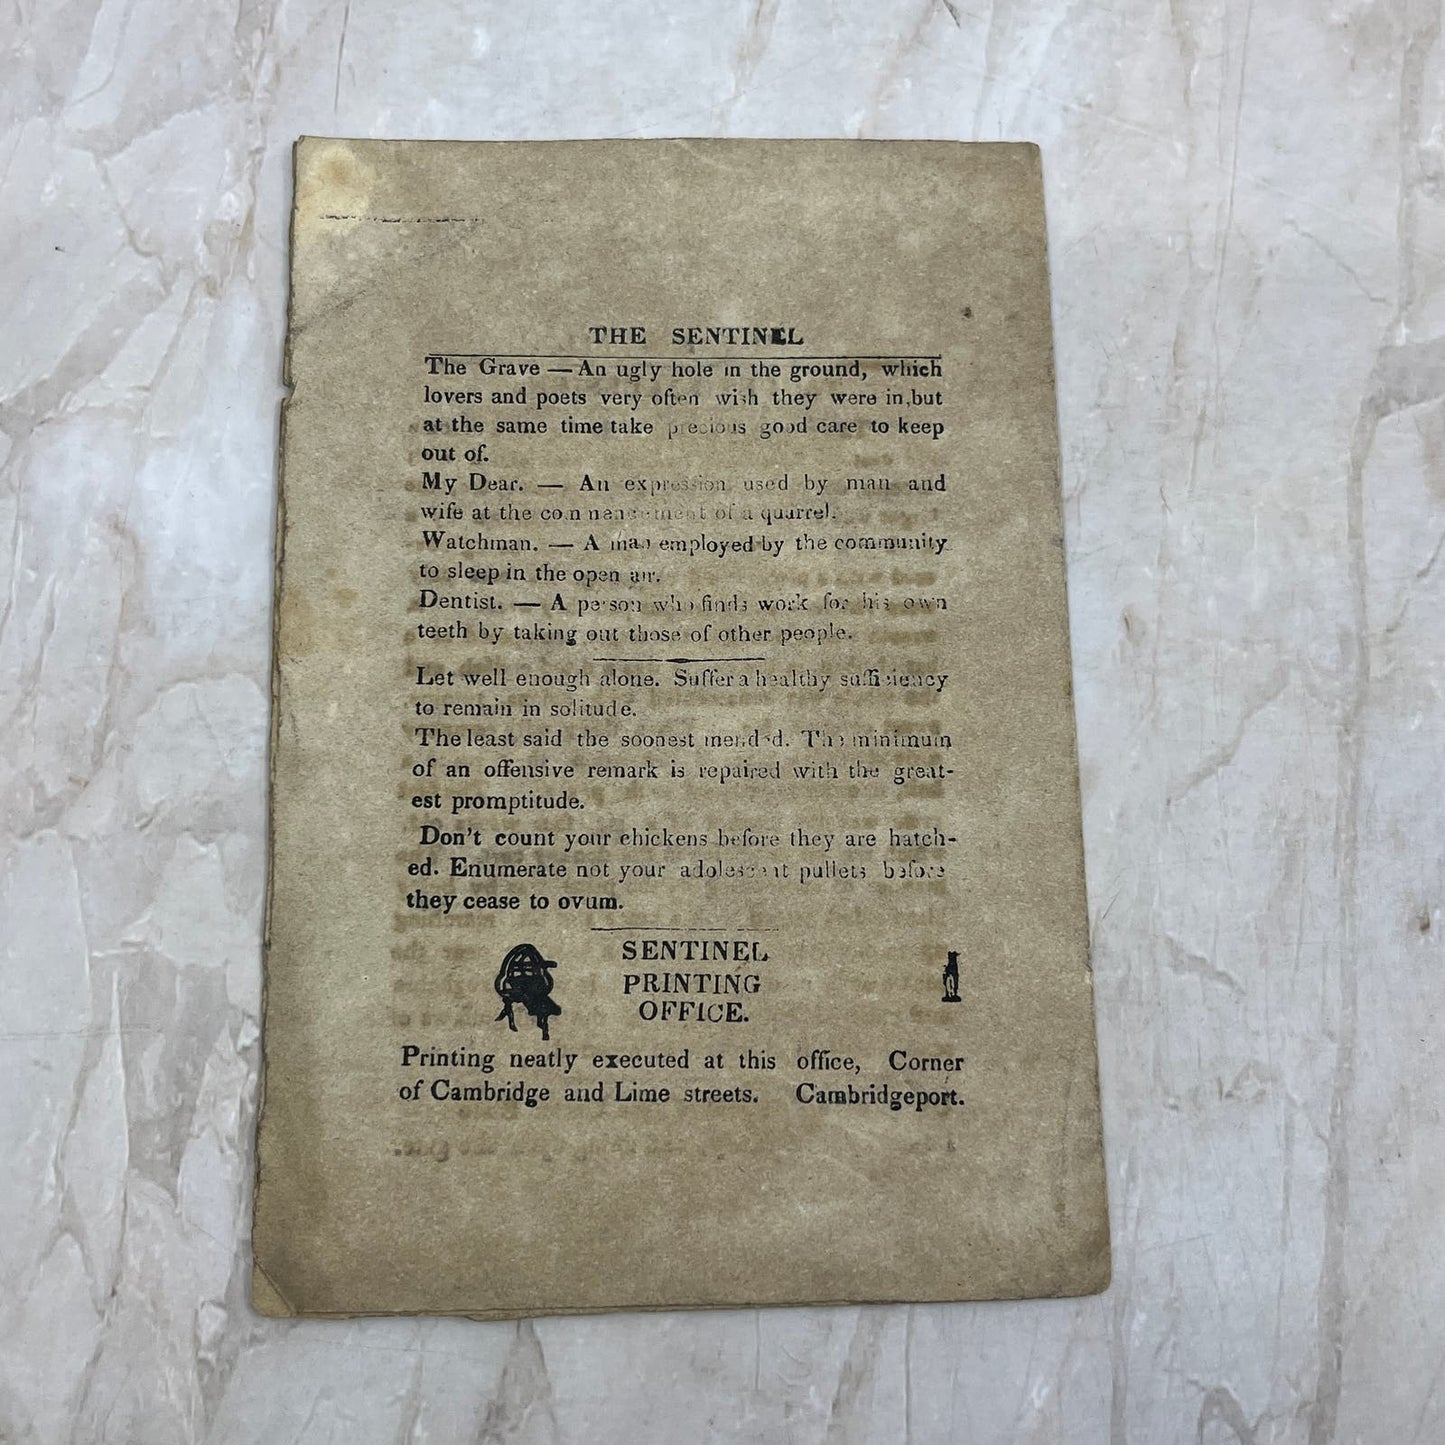 THE SENTINEL
The Grave — An ugly hole in the ground, which
lovers and poets very often wish they were in,but
at the same time take precious good care to keep
out of.
My Dear. — An expression used by man and
wife at the comnencement of a quarrel.
Watchman. — A man employed by the community
to sleep in the open air.
Dentist. — A person who finds work for his own
teeth by taking out those of other people.
Let well enough alone. Suffer a healthy sufficiency
to remain in solitude.
The least said the soonest mended. The minimum
of an offensive remark is repaired with the great-
est promptitude.
Don't count your chickens before they are hatch-
ed. Enumerate not your adolescent pullets before
they cease to ovum.
SENTINEL
PRINTING
OFFICE.
Printing neatly executed at this office, Corner
of Cambridge and Lime streets. Cambridgeport.